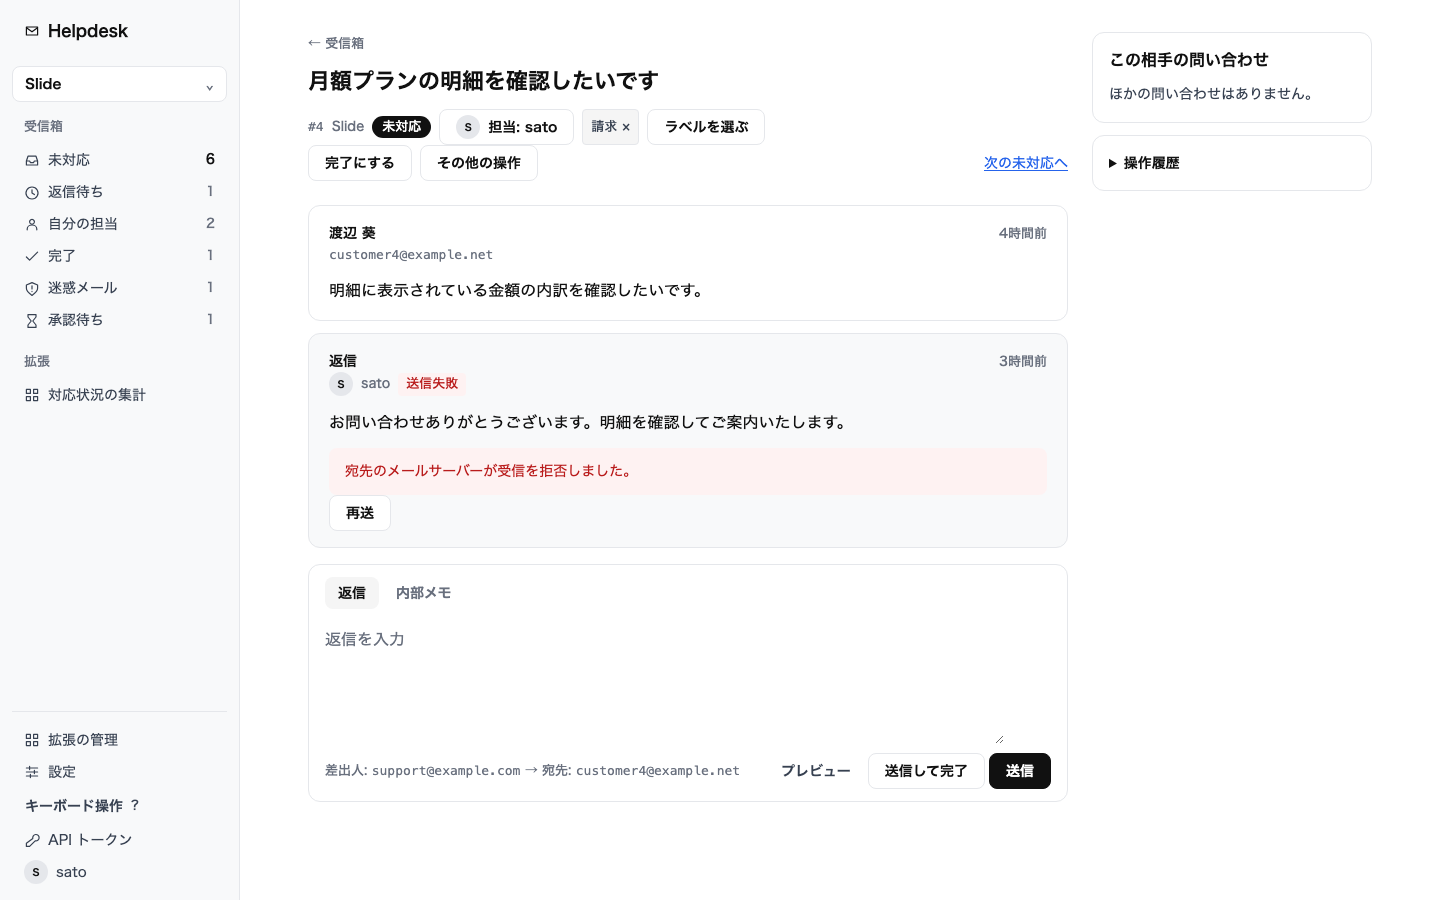 Helpdesk
Slide
受信箱
未対応 6
返信待ち 1
自分の担当 2
完了 1
迷惑メール 1
承認待ち 1
拡張
対応状況の集計
拡張の管理
設定
キーボード操作 ?
API トークン
S sato
← 受信箱
月額プランの明細を確認したいです
#4 Slide 未対応 S 担当: sato 請求 × ラベルを選ぶ
完了にする その他の操作 次の未対応へ
渡辺 葵 4時間前
customer4@example.net
明細に表示されている金額の内訳を確認したいです。
返信 3時間前
S sato 送信失敗
お問い合わせありがとうございます。明細を確認してご案内いたします。
宛先のメールサーバーが受信を拒否しました。
再送
返信 内部メモ
返信を入力
差出人: support@example.com → 宛先: customer4@example.net プレビュー 送信して完了 送信
この相手の問い合わせ
ほかの問い合わせはありません。
▶ 操作履歴